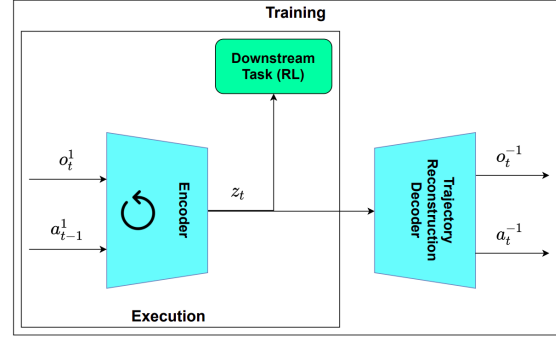 Training
Downstream
Task (RL)
o_t^1
a_{t-1}^1
Encoder
z_t
Trajectory
Reconstruction
Decoder
o_t^{-1}
a_t^{-1}
Execution